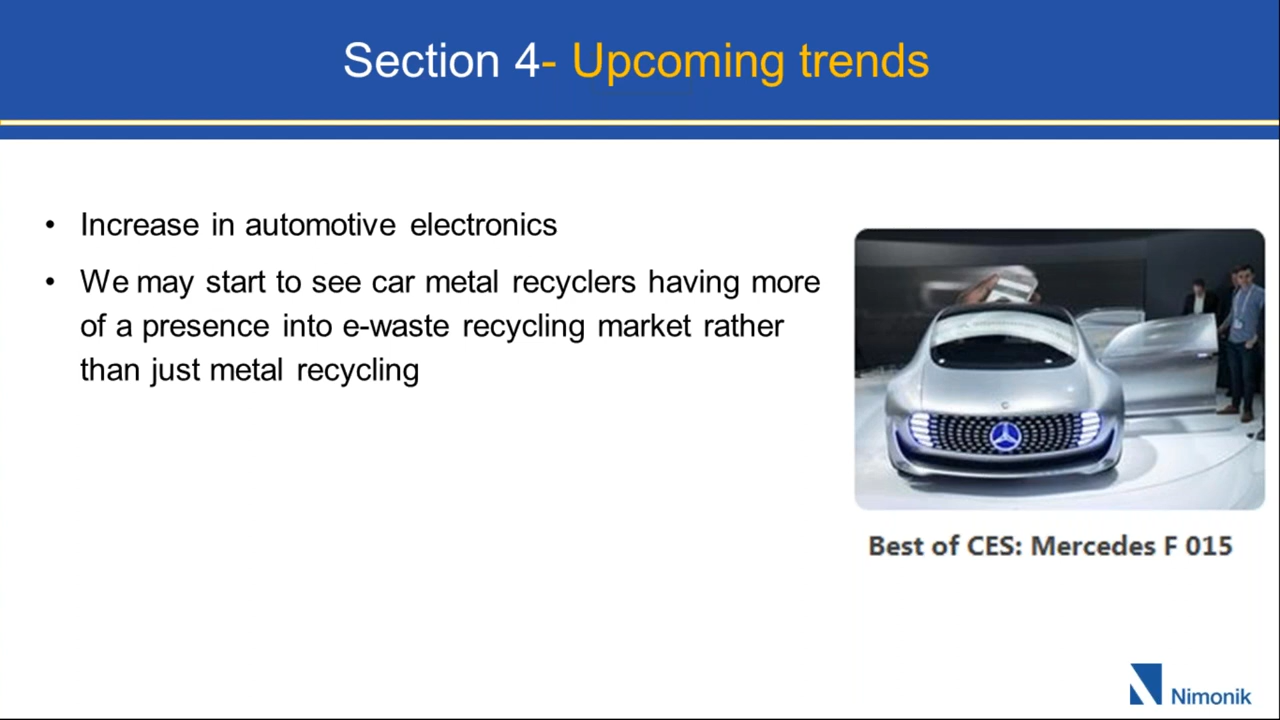 Section 4- Upcoming trends
• Increase in automotive electronics
• We may start to see car metal recyclers having more
of a presence into e-waste recycling market rather
than just metal recycling
Best of CES: Mercedes F 015
Nimonik